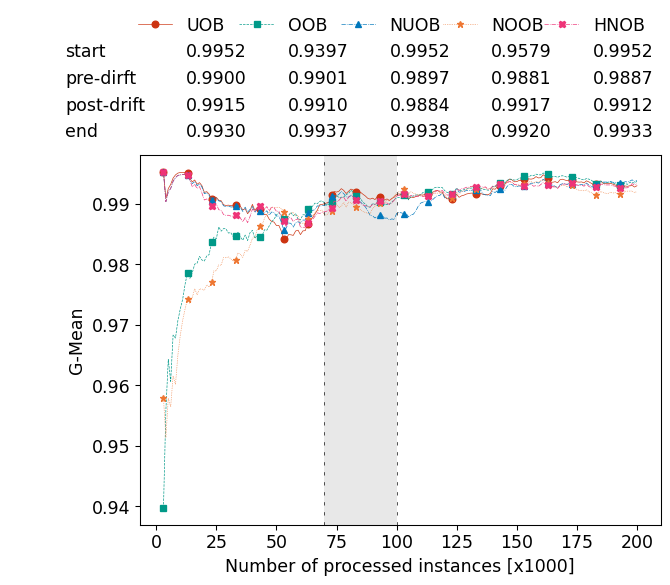 UOB OOB NUOB NOOB HNOB
start 0.9952 0.9397 0.9952 0.9579 0.9952
pre-dirft 0.9900 0.9901 0.9897 0.9881 0.9887
post-drift 0.9915 0.9910 0.9884 0.9917 0.9912
end 0.9930 0.9937 0.9938 0.9920 0.9933
0.99
0.98
0.97
0.96
0.95
0.94
G-Mean
0 25 50 75 100 125 150 175 200
Number of processed instances [x1000]